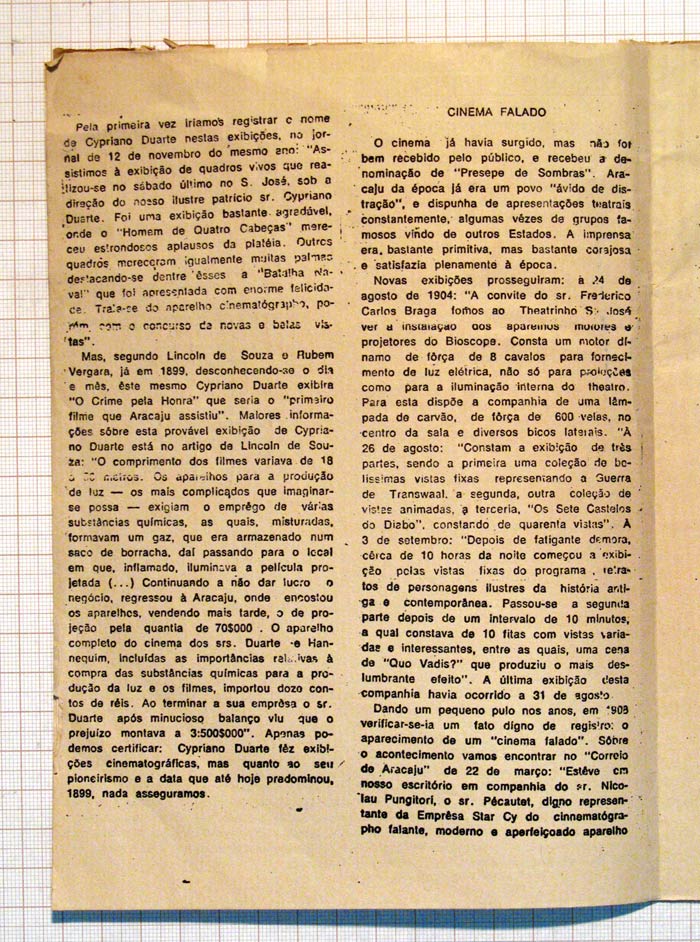 Pela primeira vez iríamos registrar o nome
de Cypriano Duarte nestas exibições, no jor-
nal de 12 de novembro do mesmo ano: "As-
sistimos à exibição de quadros vivos que rea-
lizou-se no sábado último no S. José, sob a
direção do nosso ilustre patrício sr. Cypriano
Duarte. Foi uma exibição bastante agradável,
onde o "Homem de Quatro Cabeças" mere-
ceu estrondosos aplausos da platéia. Outros
quadros mereceram igualmente muitas palmas
destacando-se dentre êsses a "Batalha Na-
val" que foi apresentada com enorme felicida-
de. Trata-se do aparelho cinematógrapho, po-
rém com o concurso de novas e belas vis-
tas".
Mas, segundo Lincoln de Souza e Rubem
Vergara, já em 1899, desconhecendo-se o dia
e mês, êste mesmo Cypriano Duarte exibira
"O Crime pela Honra" que seria o "primeiro
filme que Aracaju assistiu". Maiores informa-
ções sôbre esta provável exibição de Cypria-
no Duarte está no artigo de Lincoln de Sou-
za: "O comprimento dos filmes variava de 18
metros. Os aparelhos para a produção
de luz — os mais complicados que imaginar-
se possa — exigiam o emprêgo de várias
substâncias químicas, as quais, misturadas,
formavam um gaz, que era armazenado num
saco de borracha, daí passando para o local
em que, inflamado, iluminava a película pro-
jetada (...) Continuando a não dar lucro o
negócio, regressou à Aracaju, onde encostou
os aparelhos, vendendo mais tarde, o de pro-
jeção pela quantia de 70$000 . O aparelho
completo do cinema dos srs. Duarte e Han-
nequim, incluídas as importâncias relativas à
compra das substâncias químicas para a pro-
dução da luz e os filmes, importou dozo con-
tos de réis. Ao terminar a sua emprêsa o sr.
Duarte após minucioso balanço viu que o
prejuízo montava a 3:500$000". Apenas po-
demos certificar: Cypriano Duarte fêz exibi-
ções cinematográficas, mas quanto ao seu
pioneirismo e a data que até hoje predominou,
1899, nada asseguramos.
CINEMA FALADO
O cinema já havia surgido, mas não for
bem recebido pelo público, e recebeu a de-
nominação de "Presepe de Sombras". Ara-
caju da época já era um povo "ávido de dis-
tração", e dispunha de apresentações teatrais
constantemente, algumas vêzes de grupos fa-
mosos vindo de outros Estados. A imprensa
era bastante primitiva, mas bastante corajosa
e satisfazia plenamente à época.
Novas exibições prosseguiram: a 24 de
agosto de 1904: "A convite do sr. Frederico
Carlos Braga fomos ao Theatrinho S. José
ver a instalação dos aparelhos motores e
projetores do Bioscope. Consta um motor dí-
namo de fôrça de 8 cavalos para forneci-
mento de luz elétrica, não só para projeções
como para a iluminação interna do theatro.
Para esta dispõe a companhia de uma lâm-
pada de carvão, de fôrça de 600 velas, no
centro da sala e diversos bicos laterais. "À
26 de agosto: "Constam a exibição de três
partes, sendo a primeira uma coleção de be-
líssimas vistas fixas representando a Guerra
de Transwaal, a segunda, outra coleção de
vistas animadas, a terceria, "Os Sete Castelos
do Diabo", constando de quarenta vistas". À
3 de setembro: "Depois de fatigante demora,
cêrca de 10 horas da noite começou a exibi-
ção pelas vistas fixas do programa , retra-
tos de personagens ilustres da história anti-
ga e contemporânea. Passou-se a segunda
parte depois de um intervalo de 10 minutos,
a qual constava de 10 fitas com vistas varia-
das e interessantes, entre as quais, uma cena
de "Quo Vadis?" que produziu o mais des-
lumbrante efeito". A última exibição desta
companhia havia ocorrido a 31 de agosto.
Dando um pequeno pulo nos anos, em 1908
verificar-se-ia um fato digno de registro: o
aparecimento de um "cinema falado". Sôbre
o acontecimento vamos encontrar no "Correio
de Aracaju" de 22 de março: "Estêve em
nosso escritório em companhia do sr. Nico-
lau Pungitori, o sr. Pécautet, digno represen-
tante da Emprêsa Star Cy do cinnematógra-
pho falante, moderno e aperfeiçoado aparelho